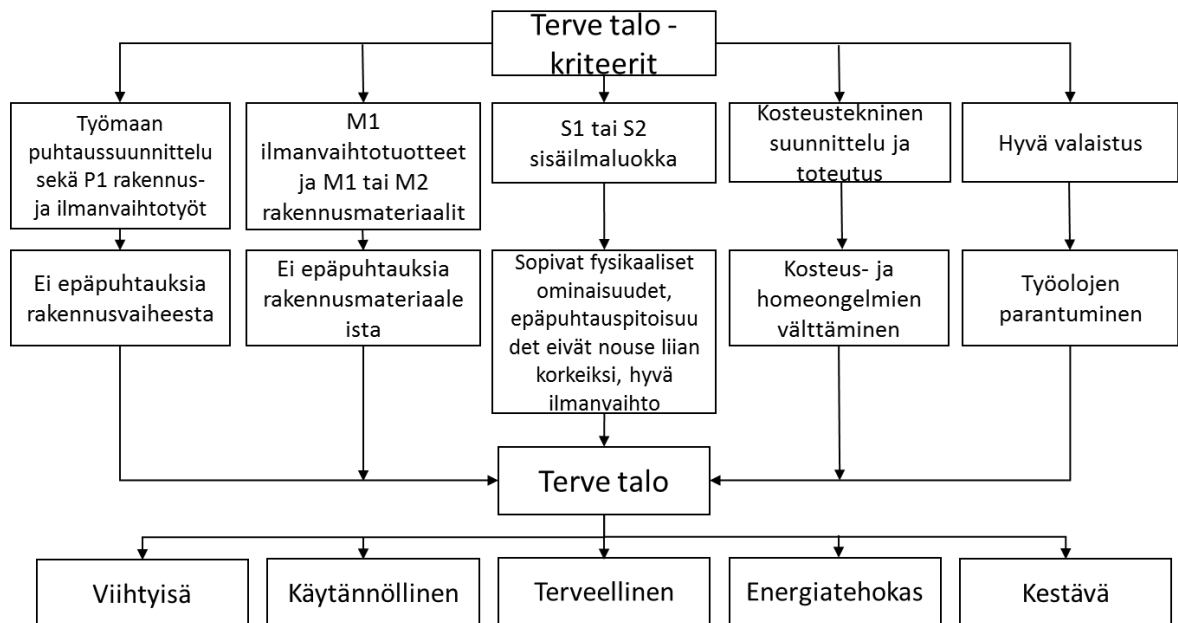 Terve talo -
kriteerit
Työmaan
puhtaussuunnittelu
sekä P1 rakennus-
ja ilmanvaihtotyöt
M1
ilmanvaihtotuotteet
ja M1 tai M2
rakennusmateriaalit
S1 tai S2
sisäilmaluokka
Kosteustekninen
suunnittelu ja
toteutus
Hyvä valaistus
Ei epäpuhtauksia
rakennusvaiheesta
Ei epäpuhtauksia
rakennusmateriaale
ista
Sopivat fysikaaliset
ominaisuudet,
epäpuhtauspitoisuu
det eivät nouse liian
korkeiksi, hyvä
ilmanvaihto
Kosteus- ja
homeongelmien
välttäminen
Työolojen
parantuminen
Terve talo
Viihtyisä
Käytännöllinen
Terveellinen
Energiatehokas
Kestävä